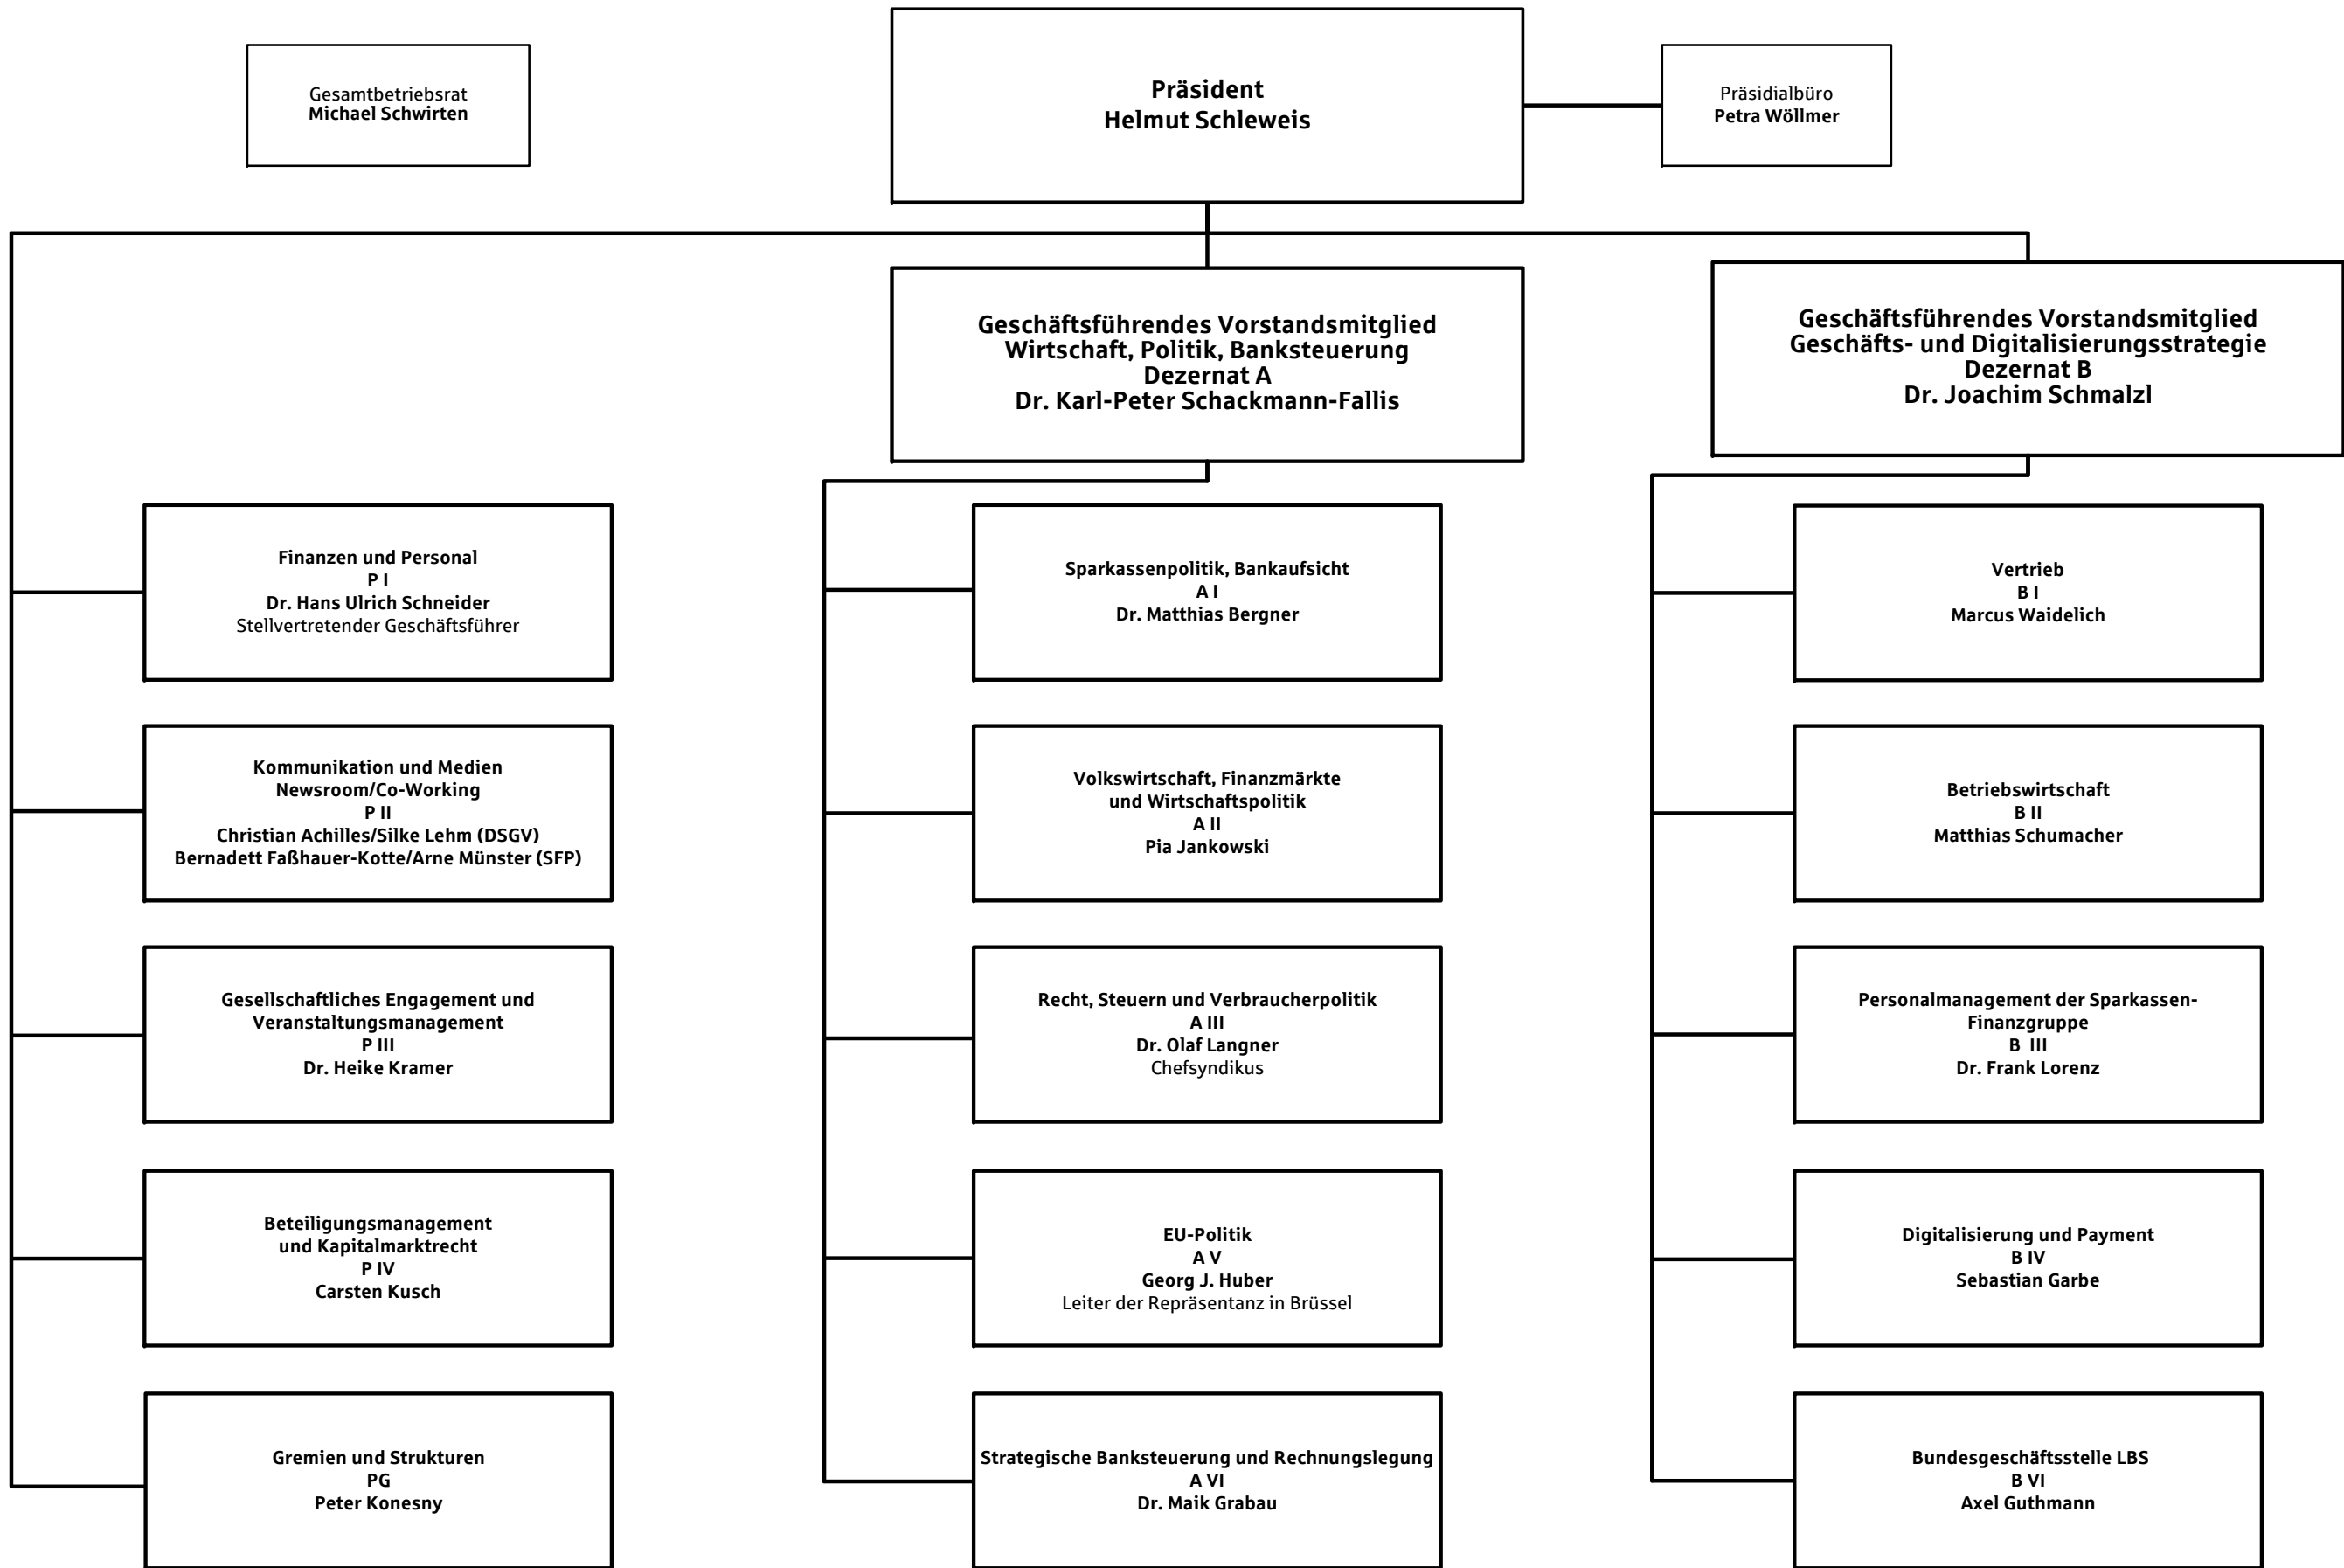 Gesamtbetriebsrat
Michael Schwirten
Präsident
Helmut Schleweis
Präsidialbüro
Petra Wöllmer
Geschäftsführendes Vorstandsmitglied
Wirtschaft, Politik, Banksteuerung
Dezernat A
Dr. Karl-Peter Schackmann-Fallis
Geschäftsführendes Vorstandsmitglied
Geschäfts- und Digitalisierungsstrategie
Dezernat B
Dr. Joachim Schmalzl
Finanzen und Personal
P I
Dr. Hans Ulrich Schneider
Stellvertretender Geschäftsführer
Kommunikation und Medien
Newsroom/Co-Working
P II
Christian Achilles/Silke Lehm (DSGV)
Bernadett Faßhauer-Kotte/Arne Münster (SFP)
Gesellschaftliches Engagement und
Veranstaltungsmanagement
P III
Dr. Heike Kramer
Beteiligungsmanagement
und Kapitalmarktrecht
P IV
Carsten Kusch
Gremien und Strukturen
PG
Peter Konesny
Sparkassenpolitik, Bankaufsicht
A I
Dr. Matthias Bergner
Volkswirtschaft, Finanzmärkte
und Wirtschaftspolitik
A II
Pia Jankowski
Recht, Steuern und Verbraucherpolitik
A III
Dr. Olaf Langner
Chefsyndikus
EU-Politik
A V
Georg J. Huber
Leiter der Repräsentanz in Brüssel
Strategische Banksteuerung und Rechnungslegung
A VI
Dr. Maik Grabau
Vertrieb
B I
Marcus Waidelich
Betriebswirtschaft
B II
Matthias Schumacher
Personalmanagement der Sparkassen-
Finanzgruppe
B III
Dr. Frank Lorenz
Digitalisierung und Payment
B IV
Sebastian Garbe
Bundesgeschäftsstelle LBS
B VI
Axel Guthmann